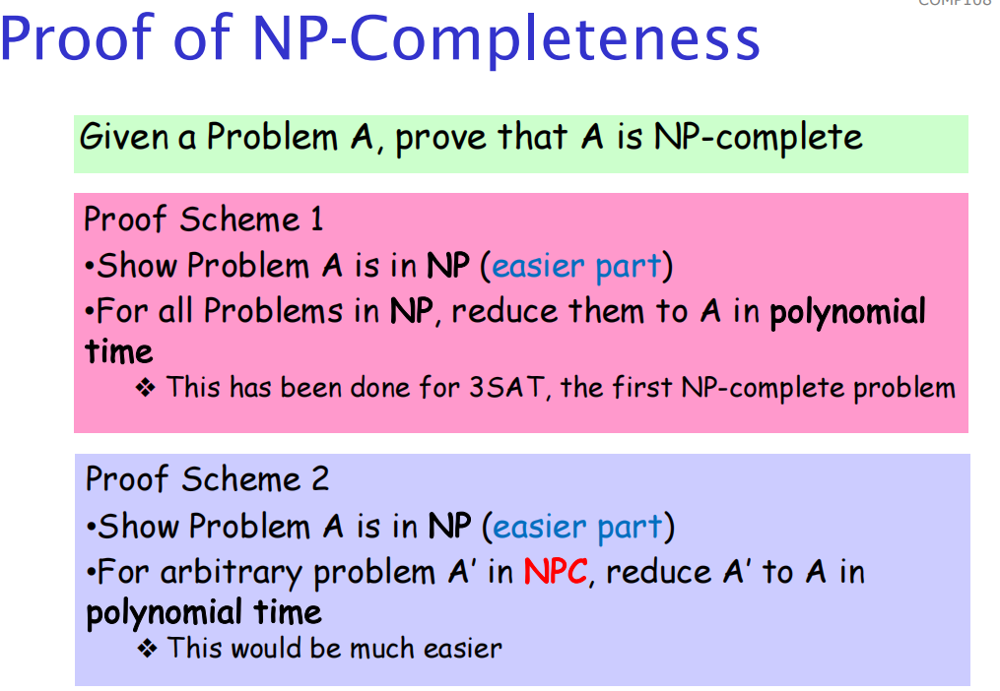 COMP108
Proof of NP-Completeness
Given a Problem A, prove that A is NP-complete
Proof Scheme 1
•Show Problem A is in NP (easier part)
•For all Problems in NP, reduce them to A in polynomial
time
❖ This has been done for 3SAT, the first NP-complete problem
Proof Scheme 2
•Show Problem A is in NP (easier part)
•For arbitrary problem A' in NPC, reduce A' to A in
polynomial time
❖ This would be much easier